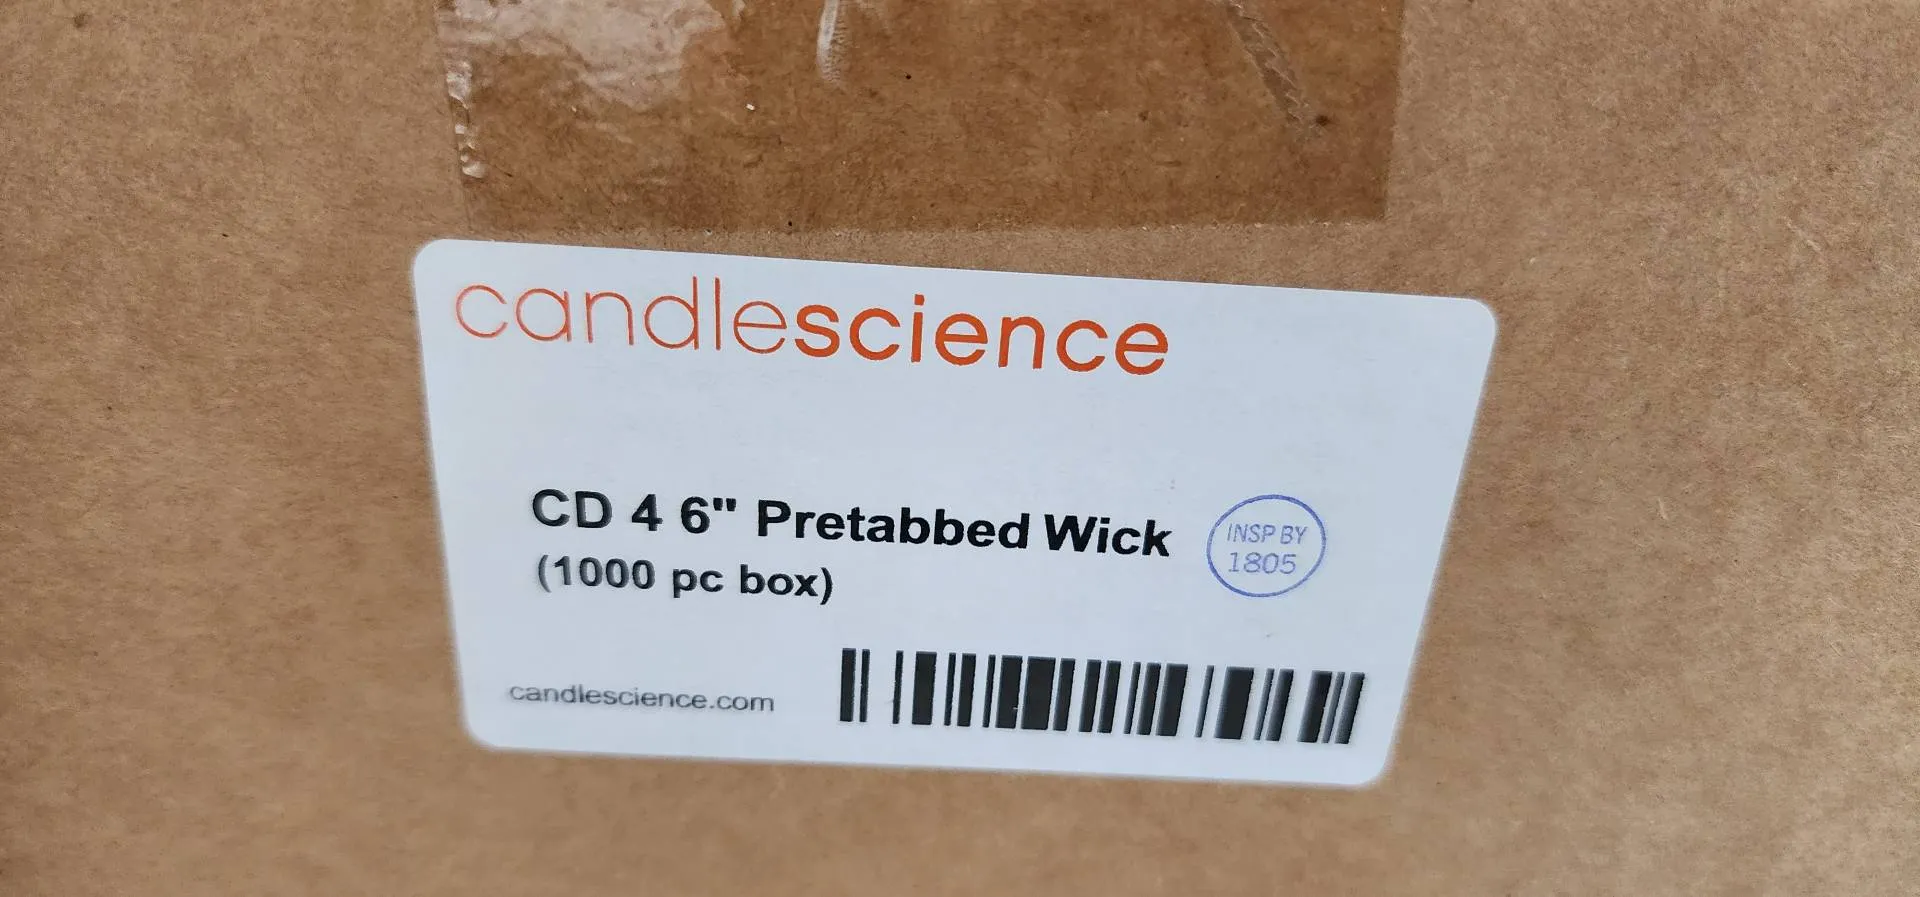 candlescience
CD 4 6" Pretabbed Wick
(1000 pc box)
INSP BY
1805
candlescience.com